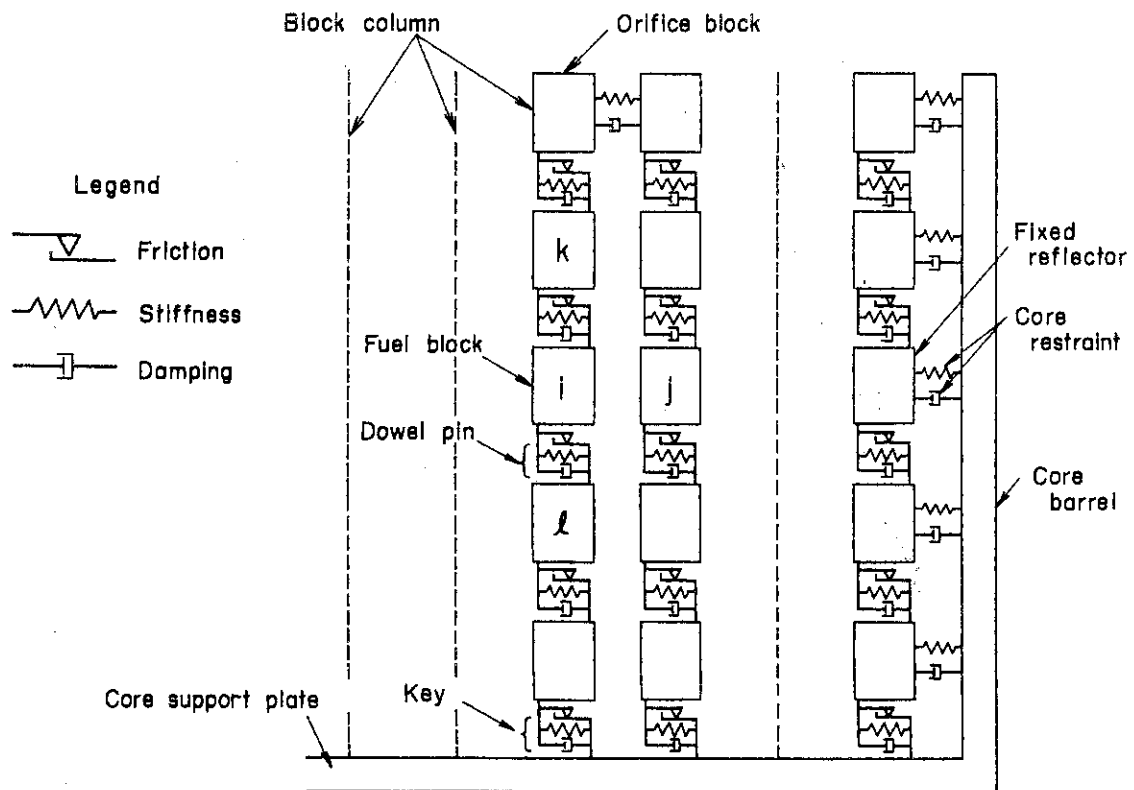 Block column
Orifice block
Legend
Friction
Stiffness
Damping
k
Fixed
reflector
Core
restraint
Fuel block
i
j
Dowel pin
Core
barrel
l
Core support plate
Key